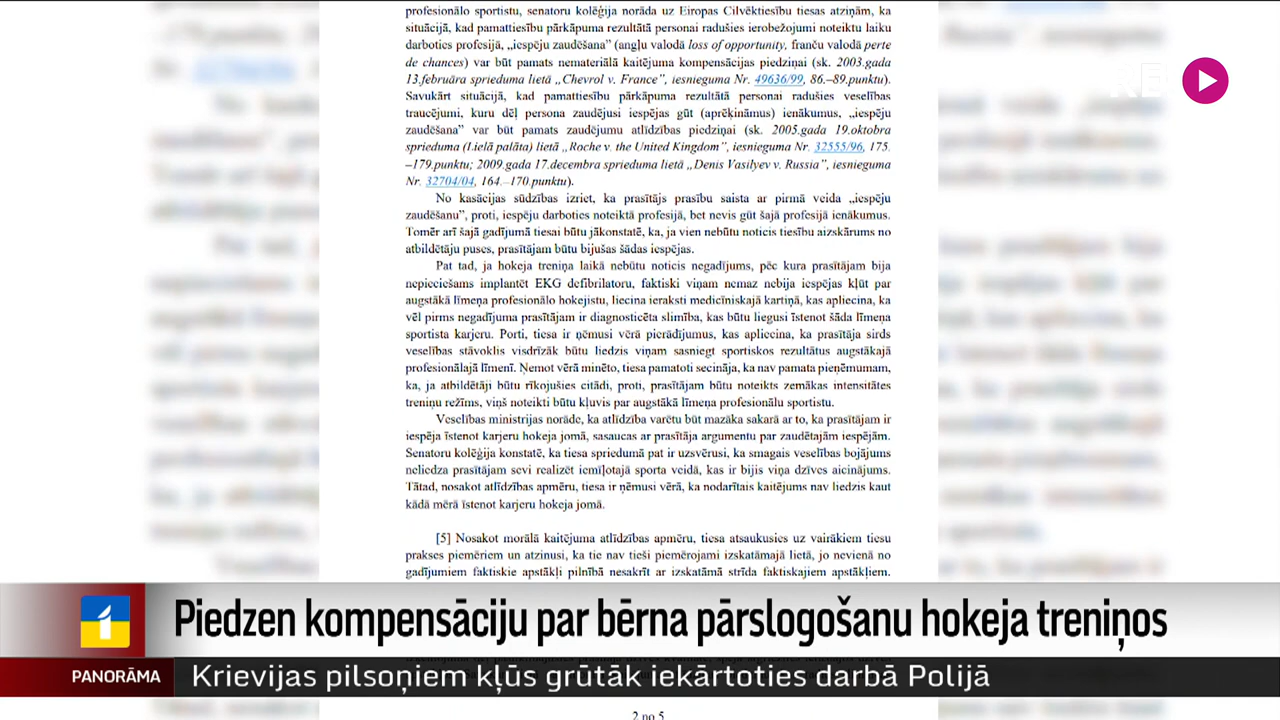 profesionālo sportistu, senatoru kolēģija norāda uz Eiropas Cilvēktiesību tiesas atziņām, ka
situācijā, kad pamattiesību pārkāpuma rezultātā personai radušies ierobežojumi noteiktu laiku
darboties profesijā, „iespēju zaudēšana” (angļu valodā loss of opportunity, franču valodā perte
de chances) var būt pamats nemateriālā kaitējuma kompensācijas piedziņai (sk. 2003.gada
13.februāra sprieduma lietā „Chevrol v. France”, iesnieguma Nr. 49636/99, 86.–89.punktu).
Savukārt situācijā, kad pamattiesību pārkāpuma rezultātā personai radušies veselības
traucējumi, kuru dēļ persona zaudējusi iespējas gūt (aprēķināmus) ienākumus, „iespēju
zaudēšana” var būt pamats zaudējumu atlīdzības piedziņai (sk. 2005.gada 19.oktobra
sprieduma (Lielā palāta) lietā „Roche v. the United Kingdom”, iesnieguma Nr. 32555/96, 175.
–179.punktu; 2009.gada 17.decembra sprieduma lietā „Denis Vasilyev v. Russia”, iesnieguma
Nr. 32704/04, 164.–170.punktu).
No kasācijas sūdzības izriet, ka prasītājs prasību saista ar pirmā veida „iespēju
zaudēšanu”, proti, iespēju darboties noteiktā profesijā, bet nevis gūt šajā profesijā ienākumus.
Tomēr arī šajā gadījumā tiesai būtu jākonstatē, ka, ja vien nebūtu noticis tiesību aizskārums no
atbildētāju puses, prasītājam būtu bijušas šādas iespējas.
Pat tad, ja hokeja treniņa laikā nebūtu noticis negadījums, pēc kura prasītājam bija
nepieciešams implantēt EKG defibrilatoru, faktiski viņam nemaz nebija iespējas kļūt par
augstākā līmeņa profesionālo hokejistu, liecina ieraksti medicīniskajā kartiņā, kas apliecina, ka
vēl pirms negadījuma prasītājam ir diagnosticēta slimība, kas būtu liegusi īstenot šāda līmeņa
sportista karjeru. Porti, tiesa ir ņēmusi vērā pierādījumus, kas apliecina, ka prasītāja sirds
veselības stāvoklis visdrīzāk būtu liedzis viņam sasniegt sportiskos rezultātus augstākajā
profesionālajā līmenī. Ņemot vērā minēto, tiesa pamatoti secināja, ka nav pamata pieņēmumam,
ka, ja atbildētāji būtu rīkojušies citādi, proti, prasītājam būtu noteikts zemākas intensitātes
treniņu režīms, viņš noteikti būtu kļuvis par augstākā līmeņa profesionālu sportistu.
Veselības ministrijas norāde, ka atlīdzība varētu būt mazāka sakarā ar to, ka prasītājam ir
iespēja īstenot karjeru hokeja jomā, sasaucas ar prasītāja argumentu par zaudētajām iespējām.
Senatoru kolēģija konstatē, ka tiesa spriedumā pat ir uzsvērusi, ka smagais veselības bojājums
neliedza prasītājam sevi realizēt iemīļotajā sporta veidā, kas ir bijis viņa dzīves aicinājums.
Tātad, nosakot atlīdzības apmēru, tiesa ir ņēmusi vērā, ka nodarītais kaitējums nav liedzis kaut
kādā mērā īstenot karjeru hokeja jomā.
[5] Nosakot morālā kaitējuma atlīdzības apmēru, tiesa atsaukusies uz vairākiem tiesu
prakses piemēriem un atzinusi, ka tie nav tieši piemērojami izskatāmajā lietā, jo nevienā no
gadījumiem faktiskie apstākļi pilnībā nesakrīt ar izskatāmā strīda faktiskajiem apstākļiem.
1
Piedzen kompensāciju par bērna pārslogošanu hokeja treniņos
PANORĀMA
Krievijas pilsoņiem kļūs grūtāk iekārtoties darbā Polijā
2 no 5